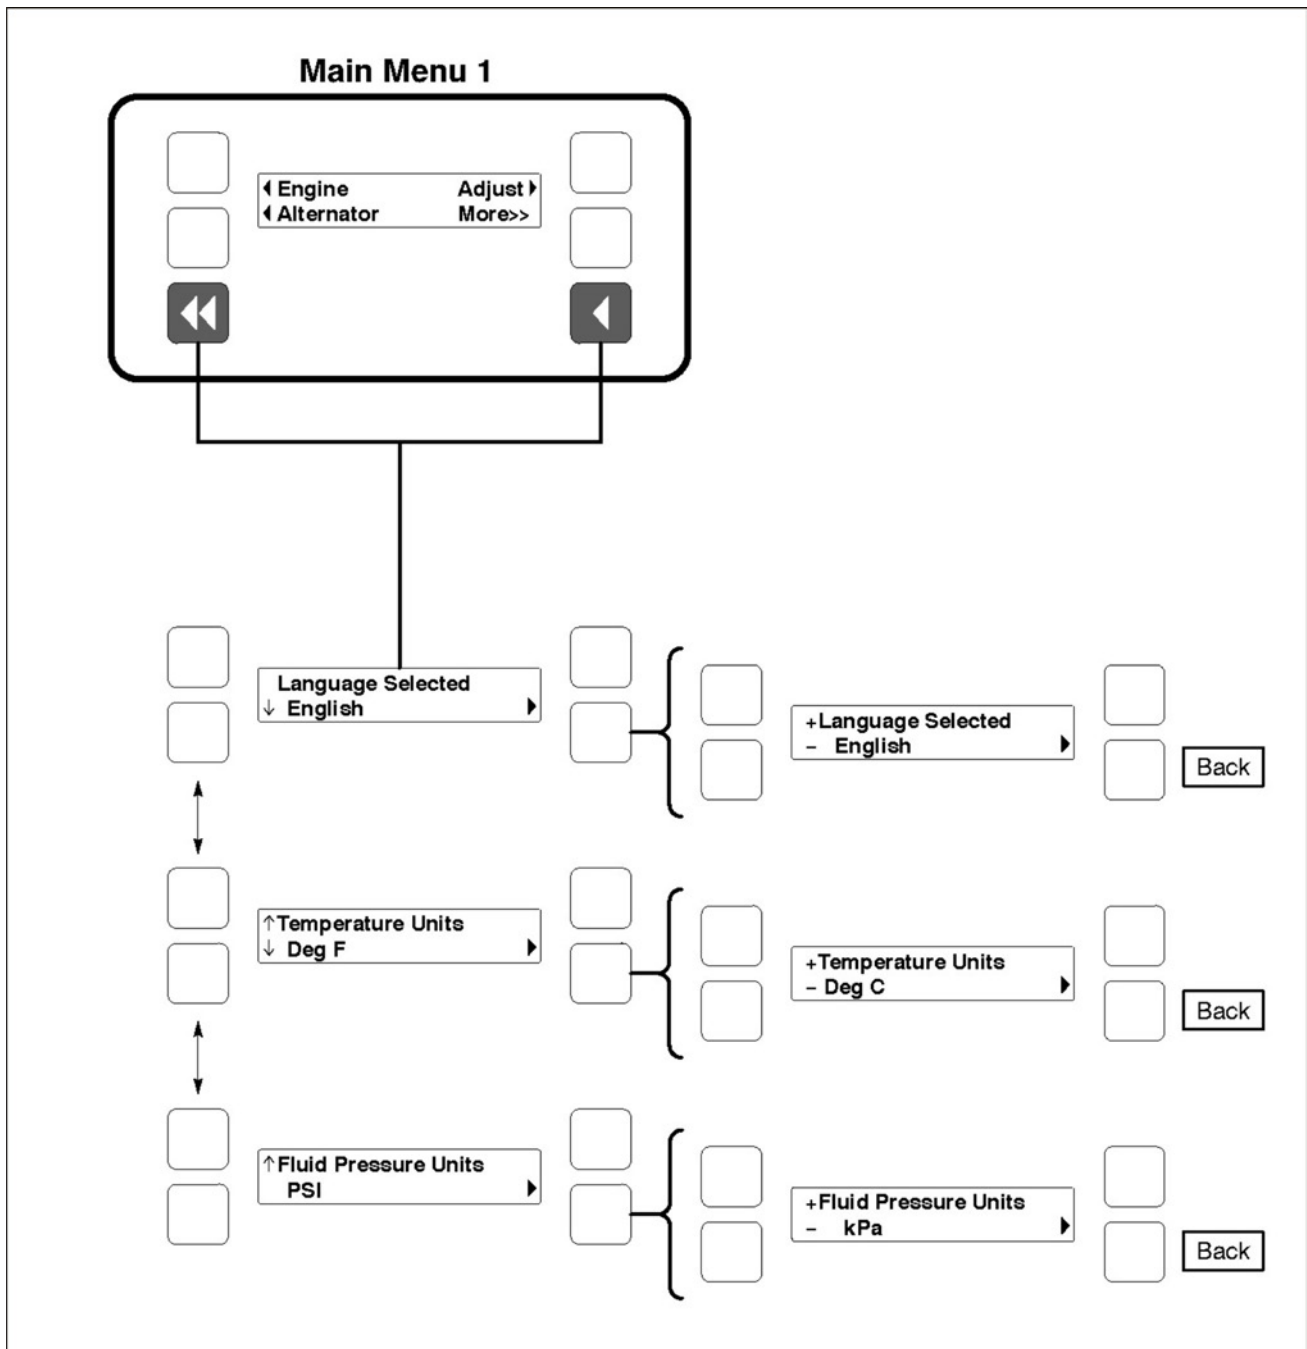 Main Menu 1
◀ Engine Adjust ▶
◀ Alternator More>>
Language Selected
↓ English ▶
+Language Selected
– English ▶
Back
↑Temperature Units
↓ Deg F ▶
+Temperature Units
– Deg C ▶
Back
↑Fluid Pressure Units
PSI ▶
+Fluid Pressure Units
– kPa ▶
Back